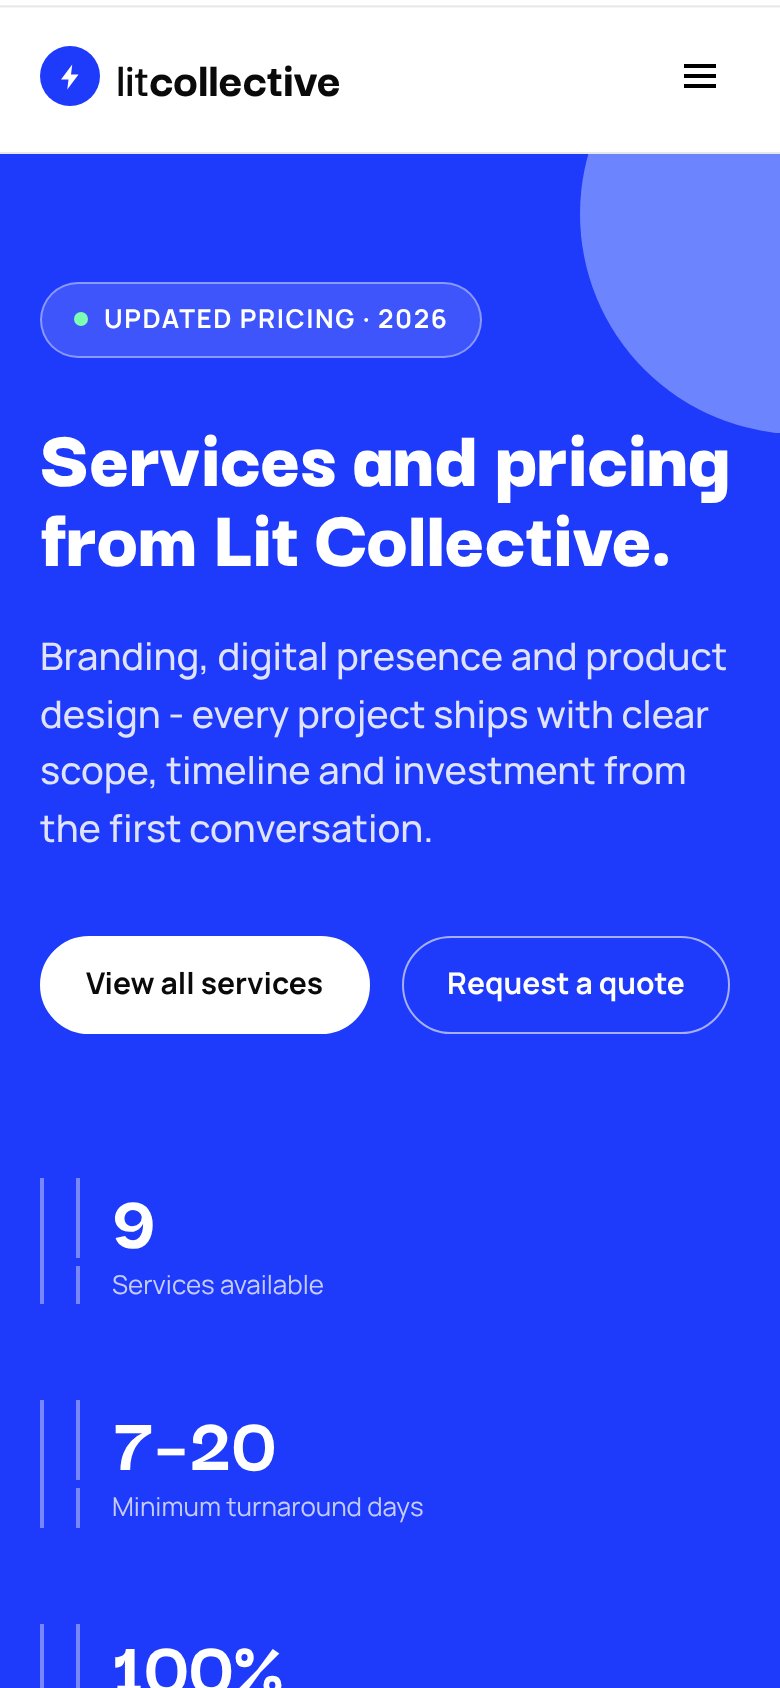 litcollective
UPDATED PRICING · 2026
Services and pricing
from Lit Collective.
Branding, digital presence and product
design - every project ships with clear
scope, timeline and investment from
the first conversation.
View all services
Request a quote
9
Services available
7–20
Minimum turnaround days
100%